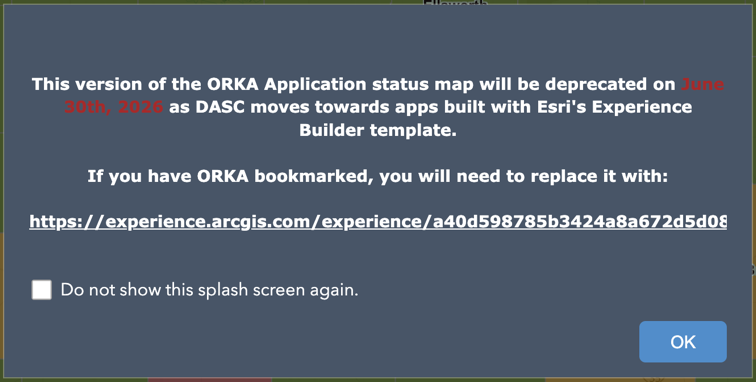 This version of the ORKA Application status map will be deprecated on June
30th, 2026 as DASC moves towards apps built with Esri's Experience
Builder template.
If you have ORKA bookmarked, you will need to replace it with:
https://experience.arcgis.com/experience/a40d598785b3424a8a672d5d08
Do not show this splash screen again.
OK